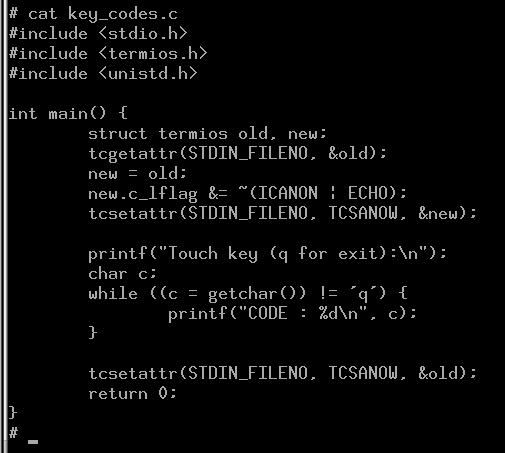 # cat key_codes.c
#include <stdio.h>
#include <termios.h>
#include <unistd.h>
int main() {
struct termios old, new;
tcgetattr(STDIN_FILENO, &old);
new = old;
new.c_lflag &= ~(ICANON ¦ ECHO);
tcsetattr(STDIN_FILENO, TCSANOW, &new);
printf("Touch key (q for exit):\n");
char c;
while ((c = getchar()) != ´q´) {
printf("CODE : %d\n", c);
}
tcsetattr(STDIN_FILENO, TCSANOW, &old);
return 0;
}
# _